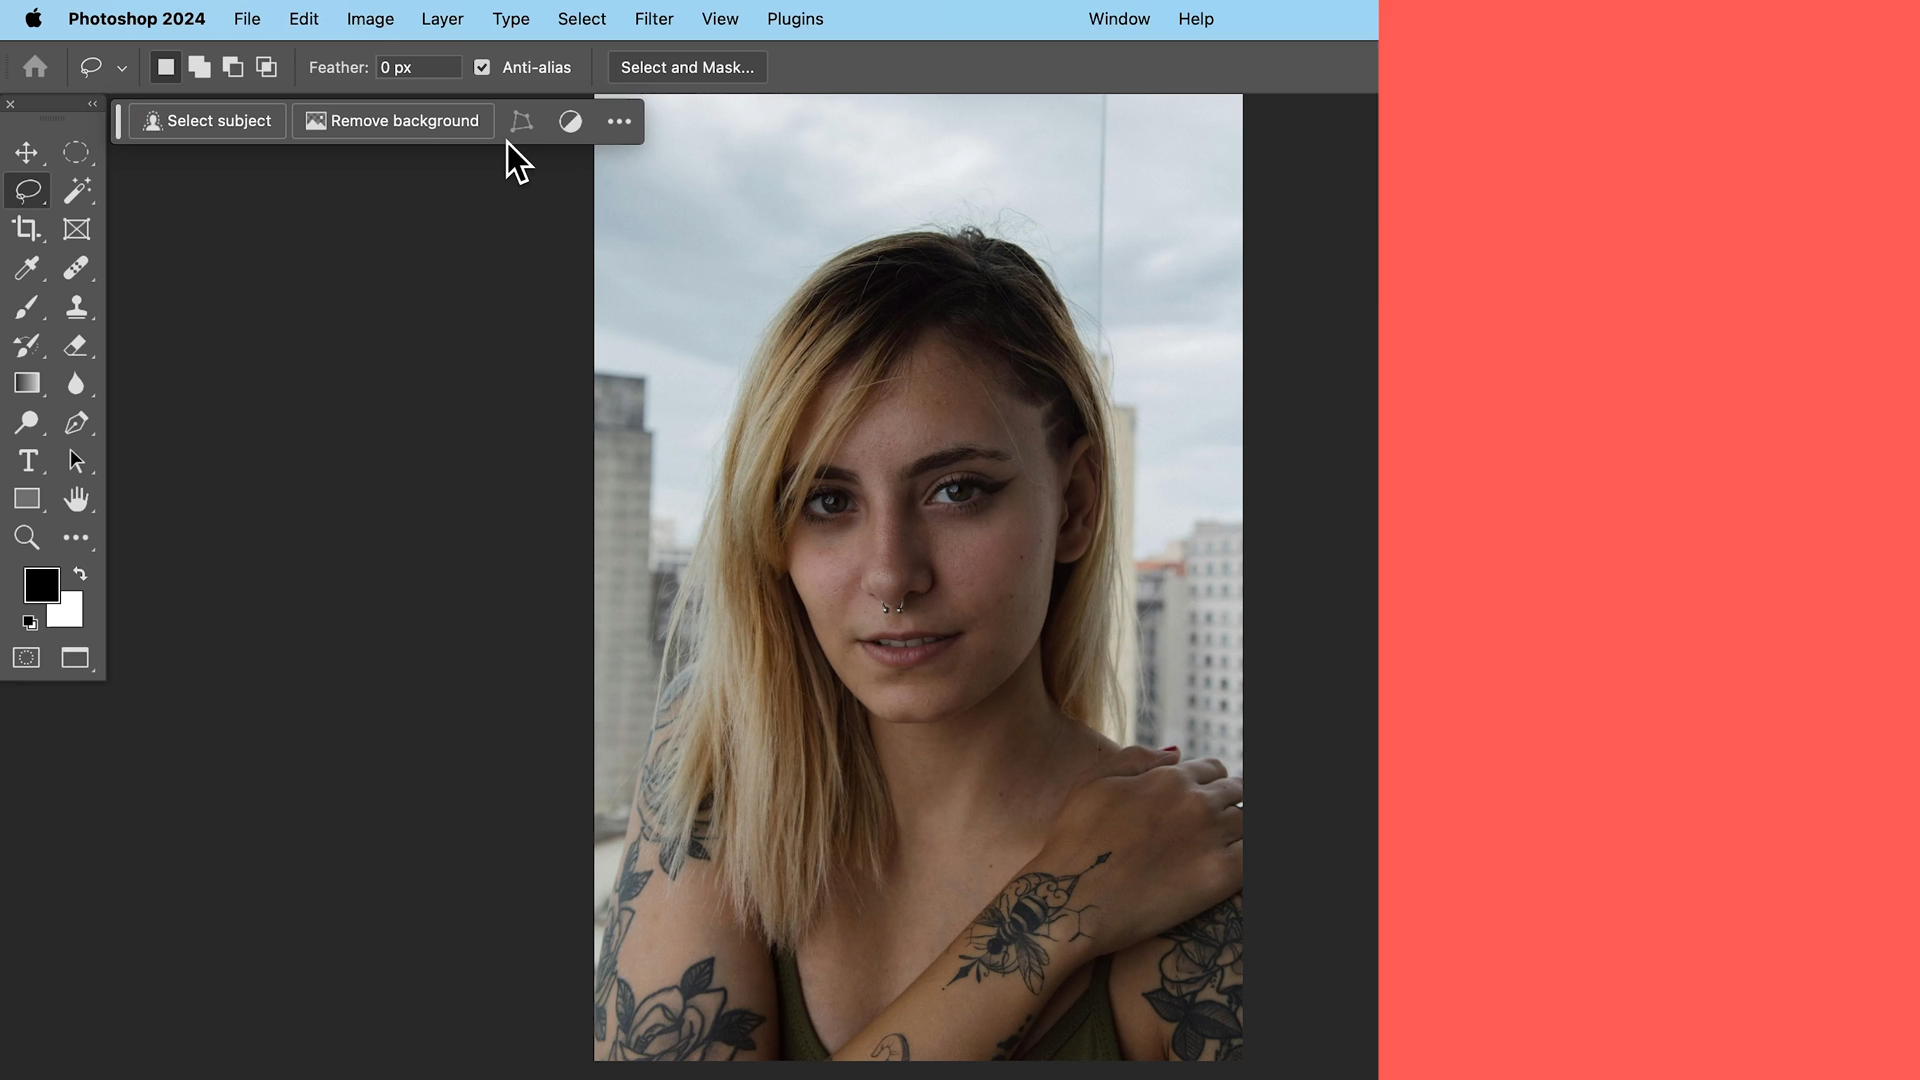 Photoshop 2024 File Edit Image Layer Type Select Filter View Plugins Window Help
Feather: 0 px Anti-alias Select and Mask...
Select subject Remove background